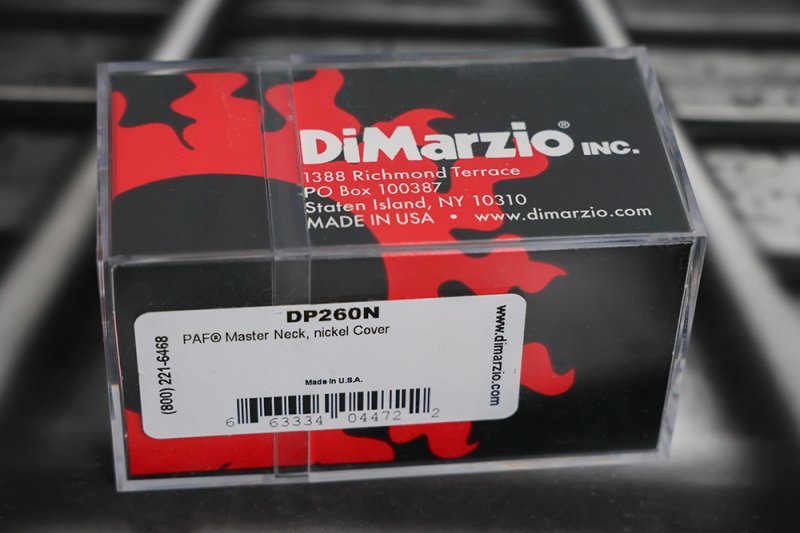 DiMarzio® INC.
1388 Richmond Terrace
PO Box 100387
Staten Island, NY 10310
MADE IN USA • www.dimarzio.com
DP260N
PAF® Master Neck, nickel Cover
(800) 221-6468
www.dimarzio.com
Made in U.S.A.
6 63334 04472 2